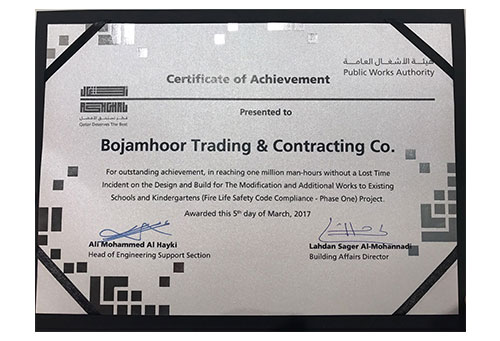 هيئة الأشغال العامة
Public Works Authority
Certificate of Achievement
ASHGHAL
قطر تستحق الأفضل
Qatar Deserves The Best
Presented to
Bojamhoor Trading & Contracting Co.
For outstanding achievement, in reaching one million man-hours without a Lost Time
Incident on the Design and Build for The Modification and Additional Works to Existing
Schools and Kindergartens (Fire Life Safety Code Compliance - Phase One) Project.
Awarded this 5th day of March, 2017
Ali Mohammed Al Hayki
Head of Engineering Support Section
Lahdan Sager Al-Mohannadi
Building Affairs Director